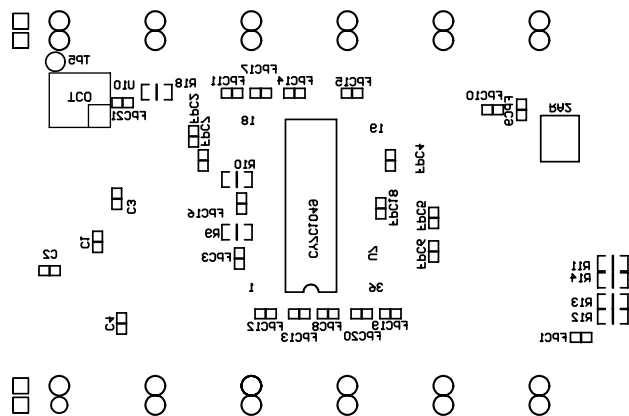 TP5
FPC17
U10
R18
FPC11
FPC14
FPC15
TCO
FPC21
FPC2
FPC10
FPC9
RA2
FPC7
18
19
R10
FPC4
C3
FPC16
FPC18
FPC5
CY7C1049
C1
R9
C2
FPC3
U7
FPC6
R11
R14
1
36
R13
C4
R12
FPC12
FPC8
FPC19
FPC13
FPC20
FPC1